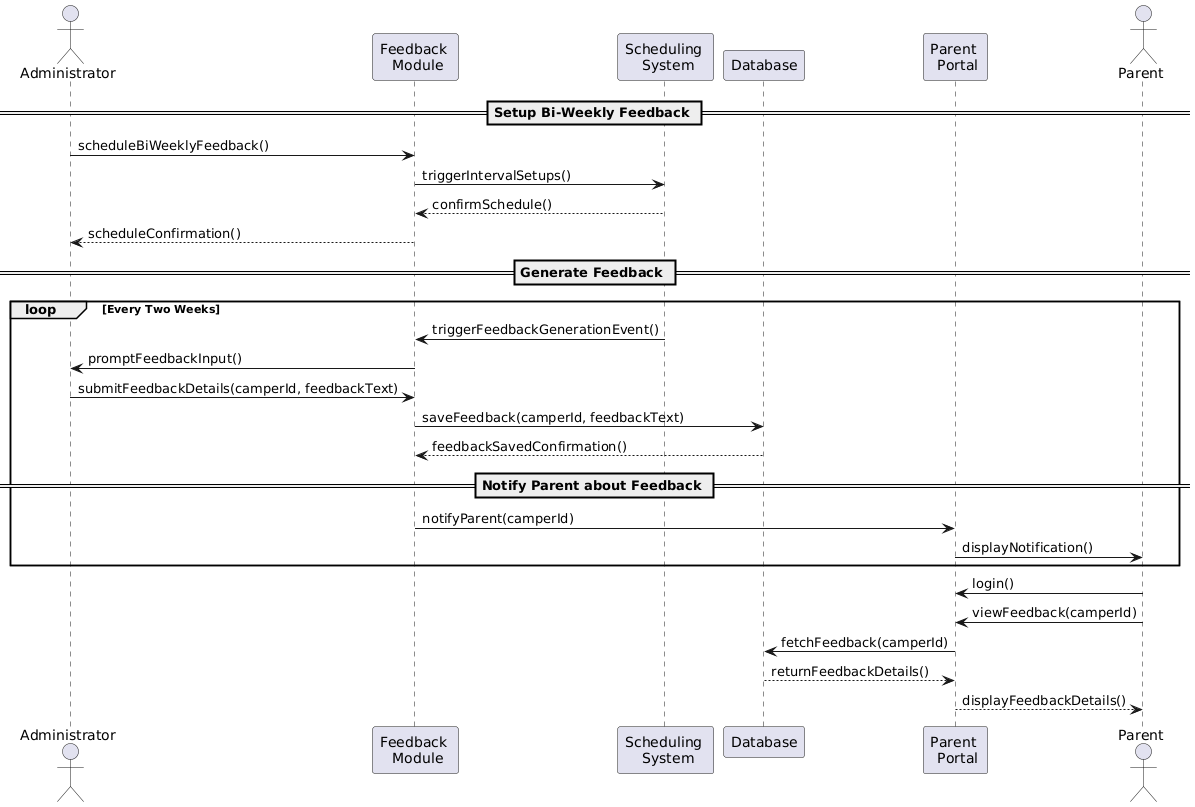 Administrator
Feedback
Module
Scheduling
System
Database
Parent
Portal
Parent
Setup Bi-Weekly Feedback
scheduleBiWeeklyFeedback()
triggerIntervalSetups()
confirmSchedule()
scheduleConfirmation()
Generate Feedback
loop [Every Two Weeks]
triggerFeedbackGenerationEvent()
promptFeedbackInput()
submitFeedbackDetails(camperId, feedbackText)
saveFeedback(camperId, feedbackText)
feedbackSavedConfirmation()
Notify Parent about Feedback
notifyParent(camperId)
displayNotification()
login()
viewFeedback(camperId)
fetchFeedback(camperId)
returnFeedbackDetails()
displayFeedbackDetails()
Administrator
Feedback
Module
Scheduling
System
Database
Parent
Portal
Parent